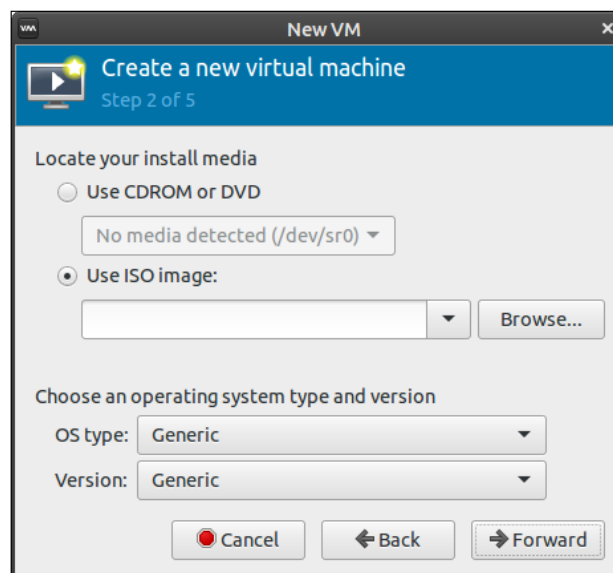 New VM
Create a new virtual machine
Step 2 of 5
Locate your install media
Use CDROM or DVD
No media detected (/dev/sr0)
Use ISO image:
Browse...
Choose an operating system type and version
OS type: Generic
Version: Generic
Cancel Back Forward